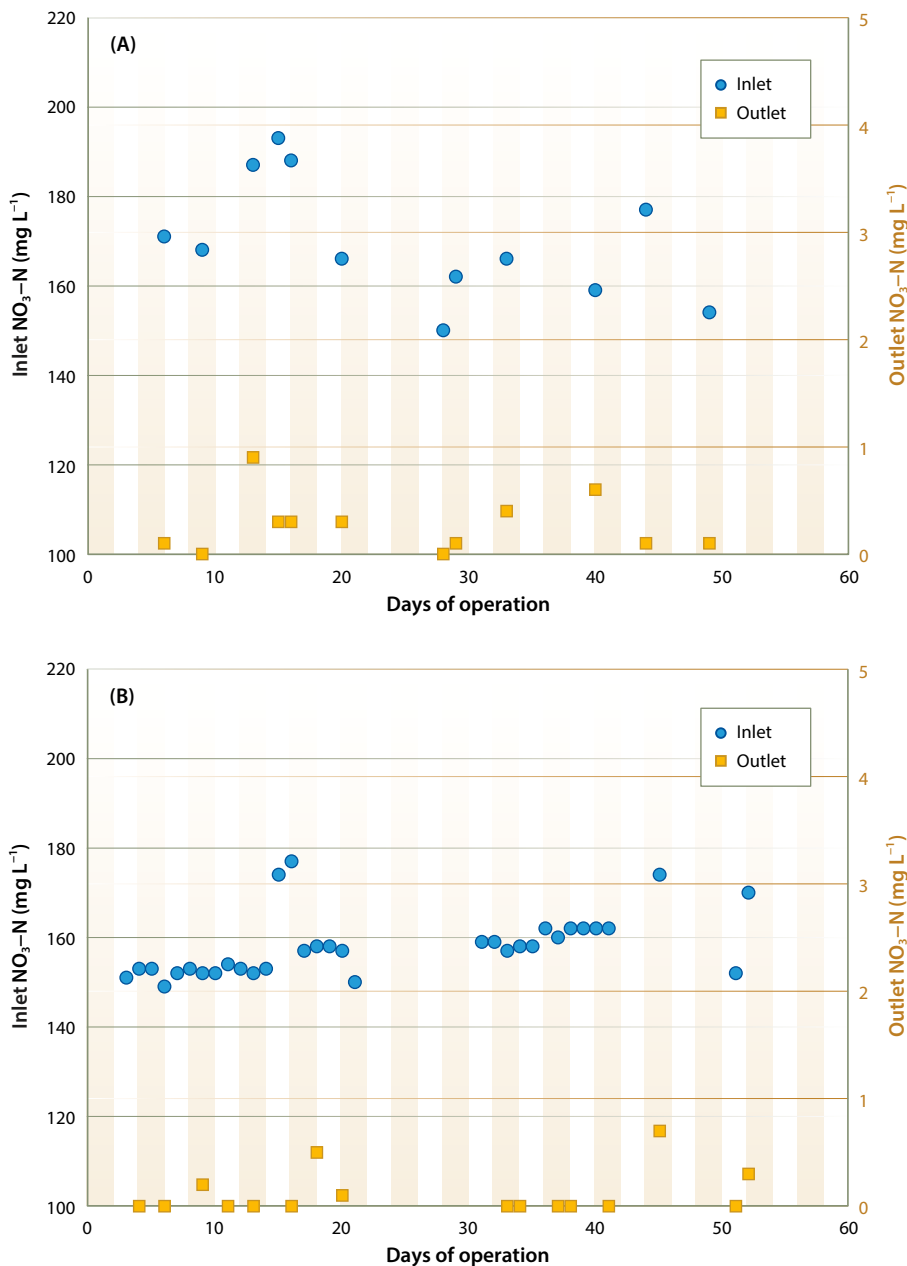 (A)
Inlet
Outlet
220
200
180
160
140
120
100
Inlet NO₃–N (mg L⁻¹)
5
4
3
2
1
0
Outlet NO₃–N (mg L⁻¹)
0 10 20 30 40 50 60
Days of operation
(B)
Inlet
Outlet
220
200
180
160
140
120
100
Inlet NO₃–N (mg L⁻¹)
5
4
3
2
1
0
Outlet NO₃–N (mg L⁻¹)
0 10 20 30 40 50 60
Days of operation